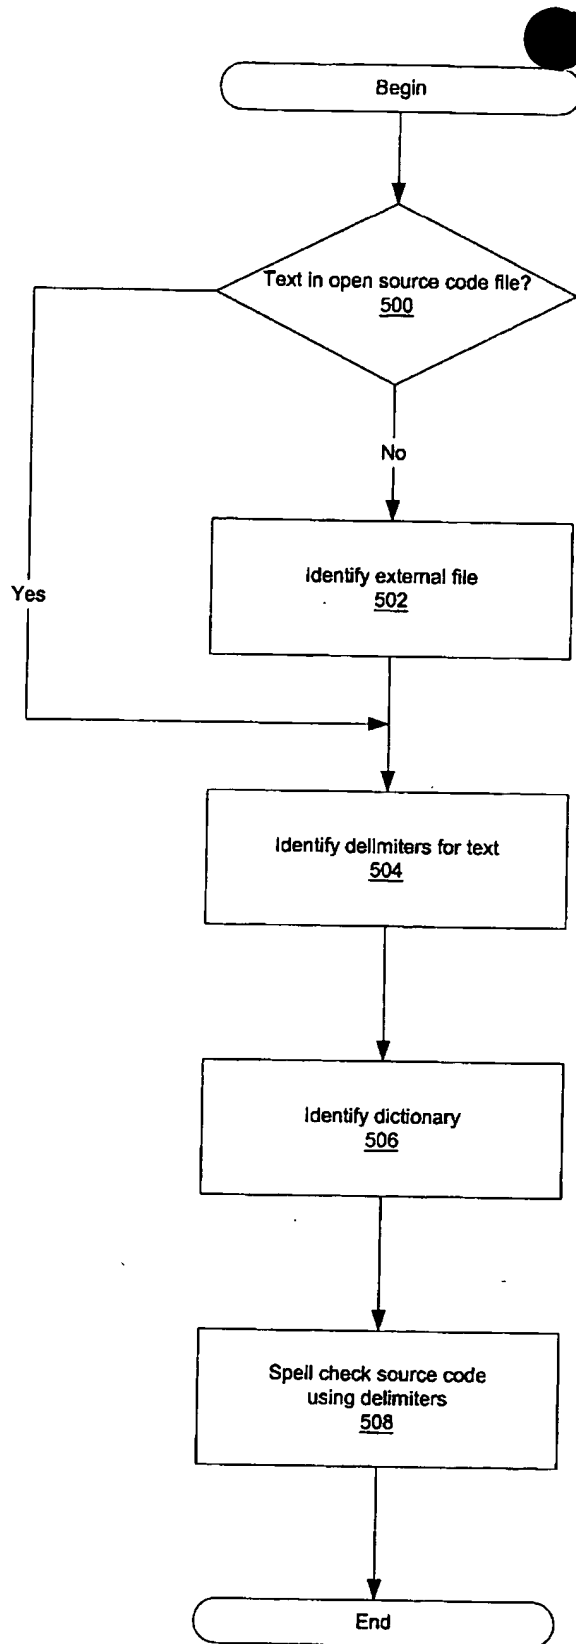 Begin
Text in open source code file?
500
No
Identify external file
502
Yes
Identify delimiters for text
504
Identify dictionary
506
Spell check source code
using delimiters
508
End